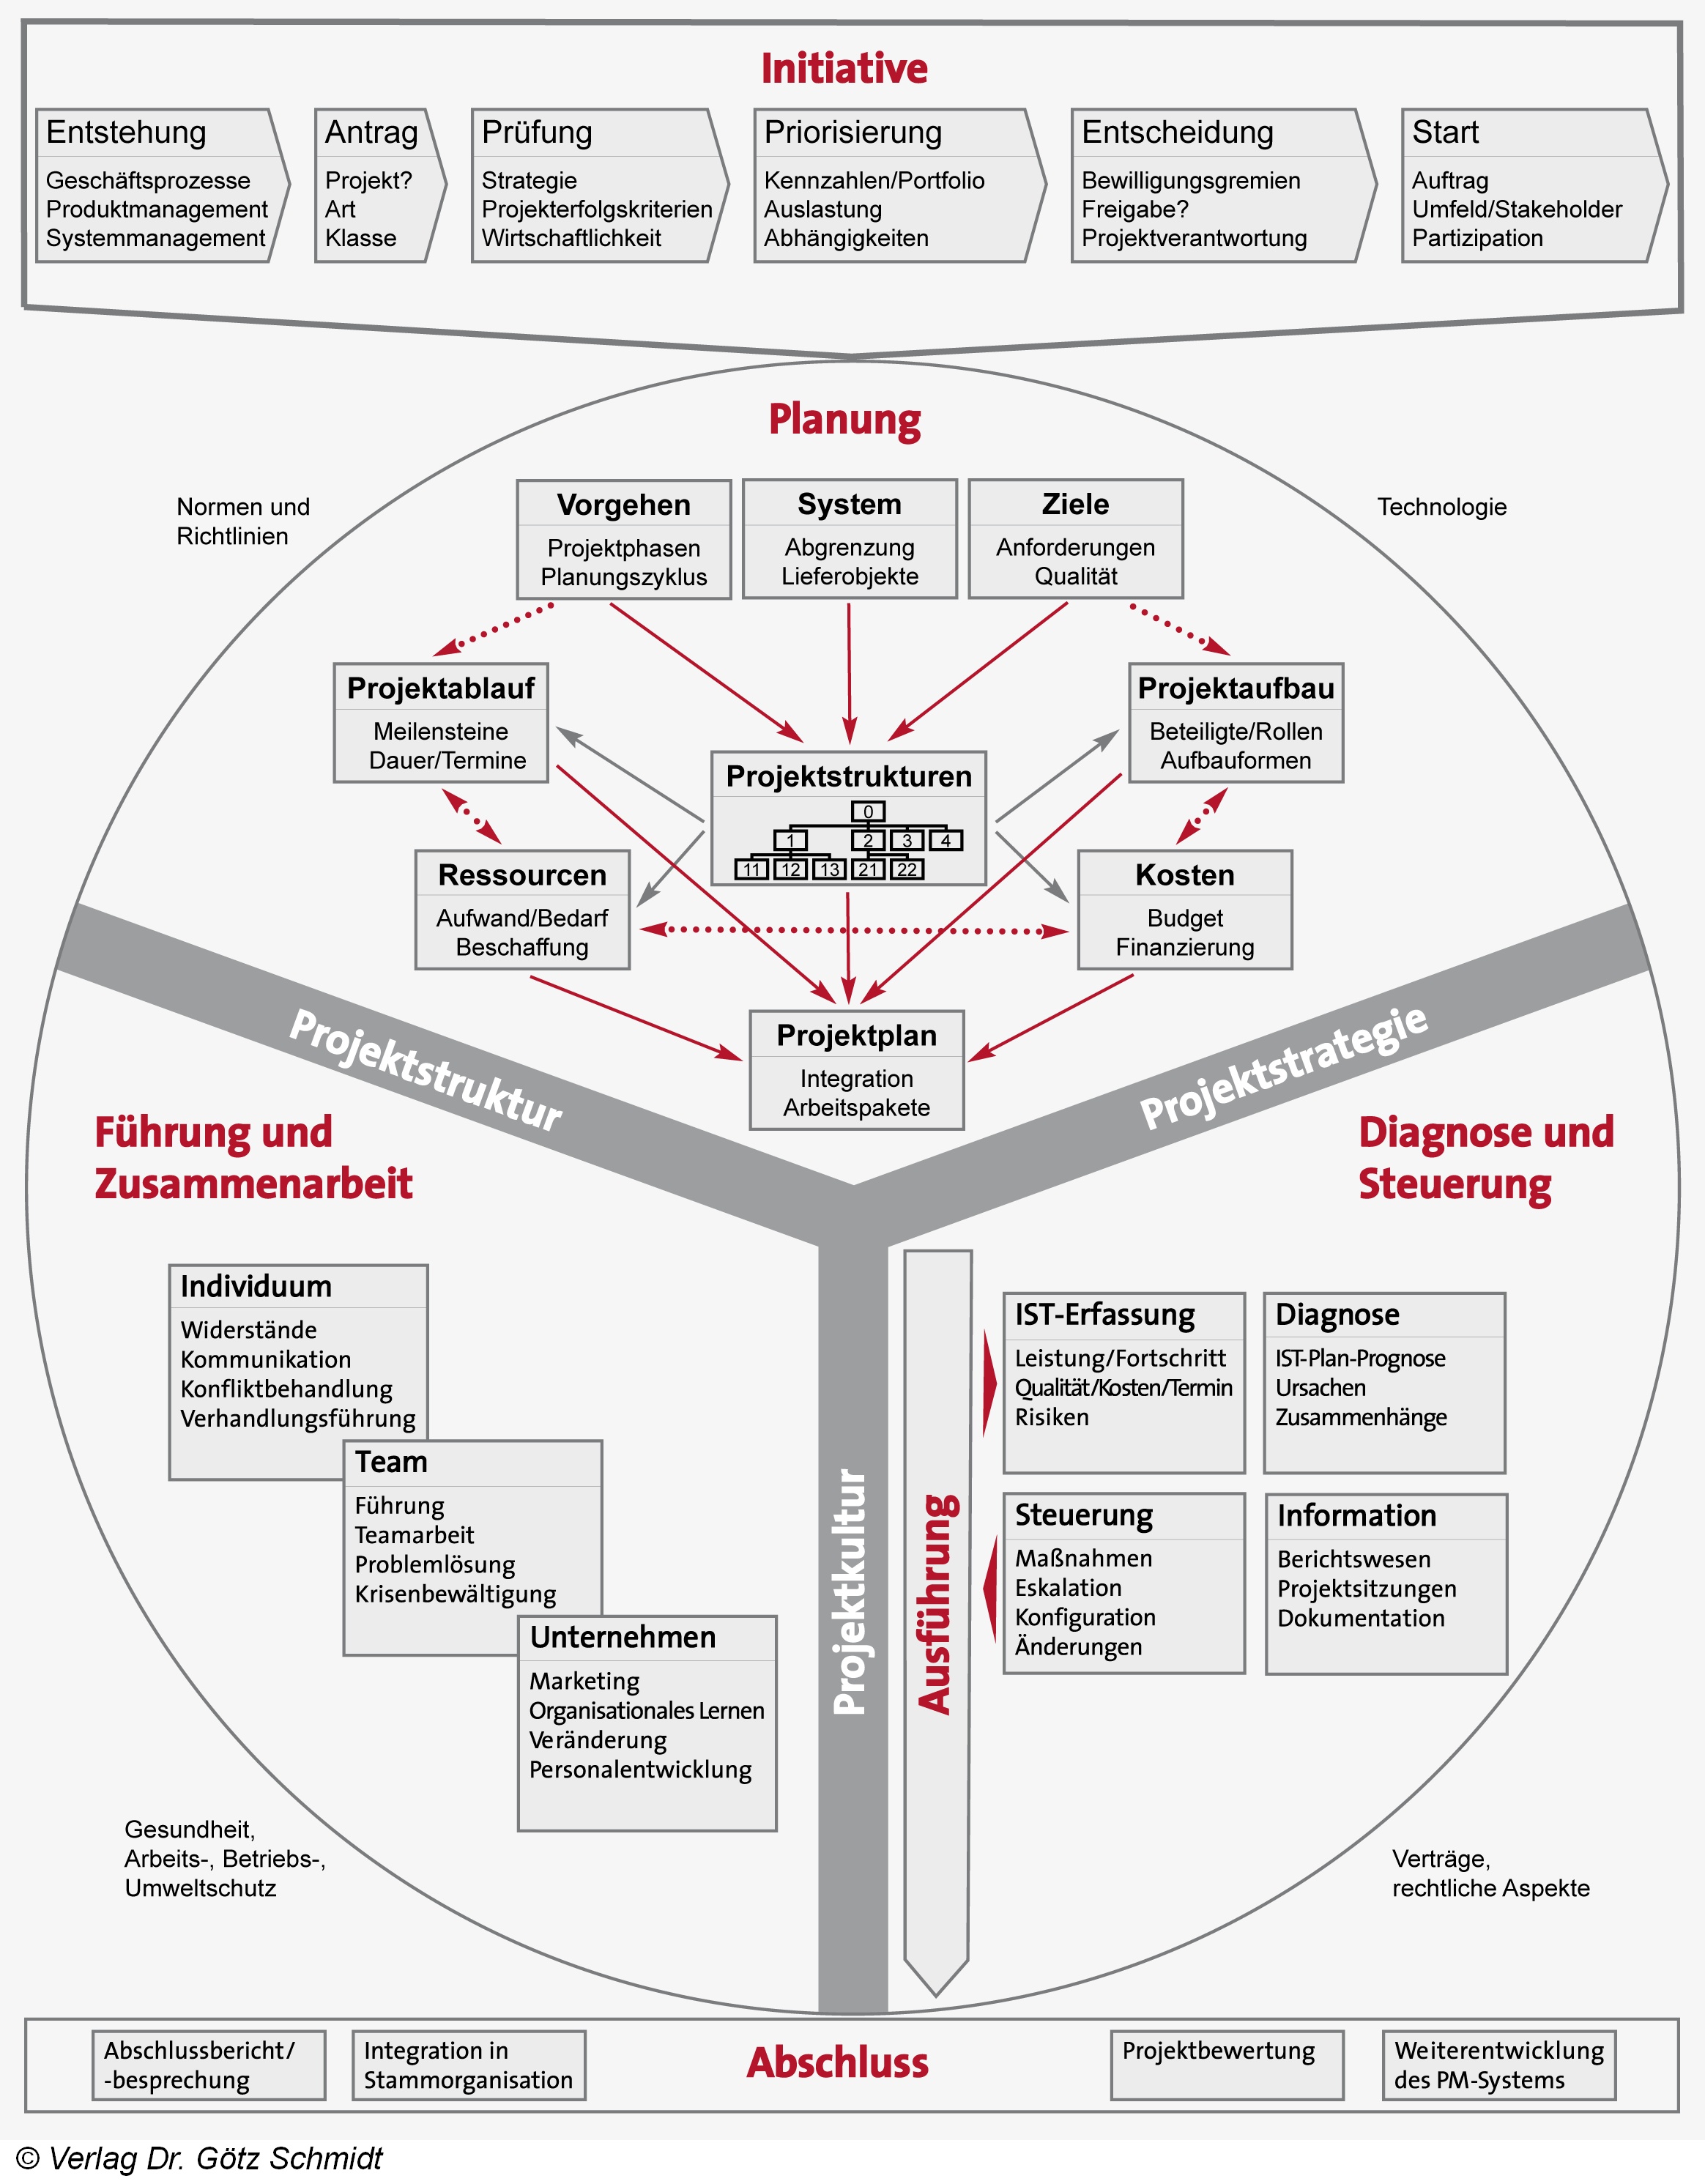 Initiative
Entstehung
Geschäftsprozesse
Produktmanagement
Systemmanagement
Antrag
Projekt?
Art
Klasse
Prüfung
Strategie
Projekterfolgskriterien
Wirtschaftlichkeit
Priorisierung
Kennzahlen/Portfolio
Auslastung
Abhängigkeiten
Entscheidung
Bewilligungsgremien
Freigabe?
Projektverantwortung
Start
Auftrag
Umfeld/Stakeholder
Partizipation
Planung
Normen und
Richtlinien
Technologie
Vorgehen
Projektphasen
Planungszyklus
System
Abgrenzung
Lieferobjekte
Ziele
Anforderungen
Qualität
Projektablauf
Meilensteine
Dauer/Termine
Projektaufbau
Beteiligte/Rollen
Aufbauformen
Projektstrukturen
0
1 2 3 4
11 12 13 21 22
Ressourcen
Aufwand/Bedarf
Beschaffung
Kosten
Budget
Finanzierung
Projektplan
Integration
Arbeitspakete
Projektstruktur
Projektstrategie
Projektkultur
Führung und
Zusammenarbeit
Individuum
Widerstände
Kommunikation
Konfliktbehandlung
Verhandlungsführung
Team
Führung
Teamarbeit
Problemlösung
Krisenbewältigung
Unternehmen
Marketing
Organisationales Lernen
Veränderung
Personalentwicklung
Diagnose und
Steuerung
Ausführung
IST-Erfassung
Leistung/Fortschritt
Qualität/Kosten/Termin
Risiken
Diagnose
IST-Plan-Prognose
Ursachen
Zusammenhänge
Steuerung
Maßnahmen
Eskalation
Konfiguration
Änderungen
Information
Berichtswesen
Projektsitzungen
Dokumentation
Gesundheit,
Arbeits-, Betriebs-,
Umweltschutz
Verträge,
rechtliche Aspekte
Abschlussbericht/
-besprechung
Integration in
Stammorganisation
Abschluss
Projektbewertung
Weiterentwicklung
des PM-Systems
© Verlag Dr. Götz Schmidt